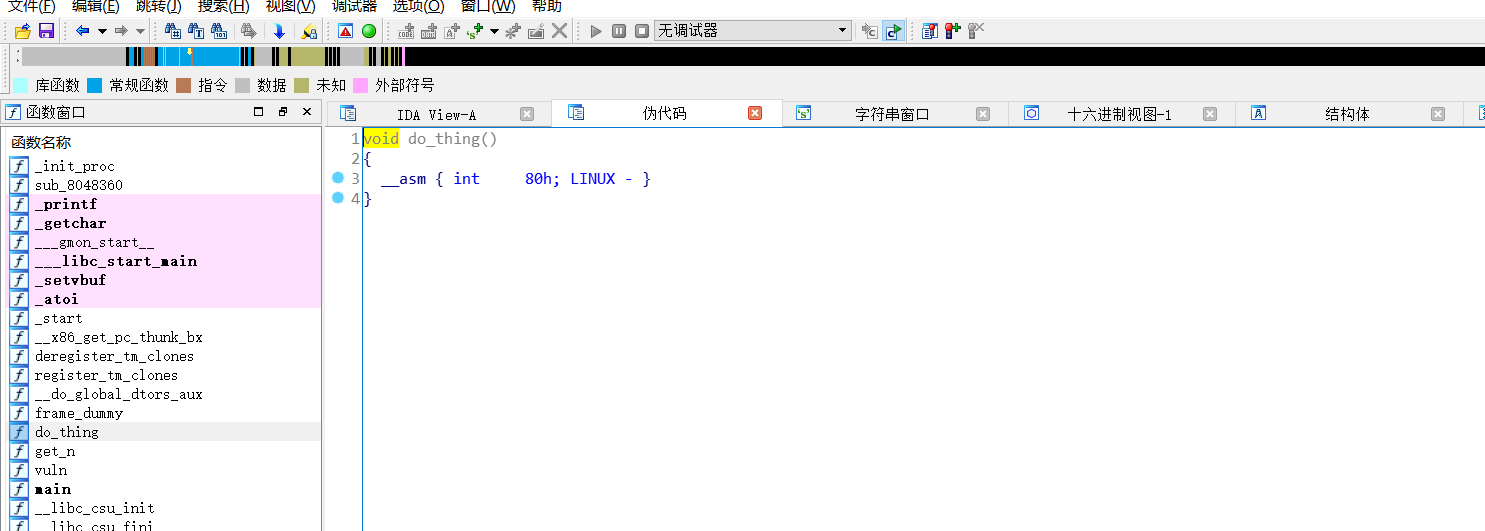 文件(F) 编辑(E) 跳转(J) 搜索(H) 视图(V) 调试器 选项(O) 窗口(W) 帮助
无调试器
库函数 常规函数 指令 数据 未知 外部符号
函数窗口
IDA View-A 伪代码 字符串窗口 十六进制视图-1 结构体
函数名称
_init_proc
sub_8048360
_printf
_getchar
___gmon_start__
___libc_start_main
_setvbuf
_atoi
_start
__x86_get_pc_thunk_bx
deregister_tm_clones
register_tm_clones
__do_global_dtors_aux
frame_dummy
do_thing
get_n
vuln
main
__libc_csu_init
__libc_csu_fini
1 void do_thing()
2 {
3 __asm { int 80h; LINUX - }
4 }